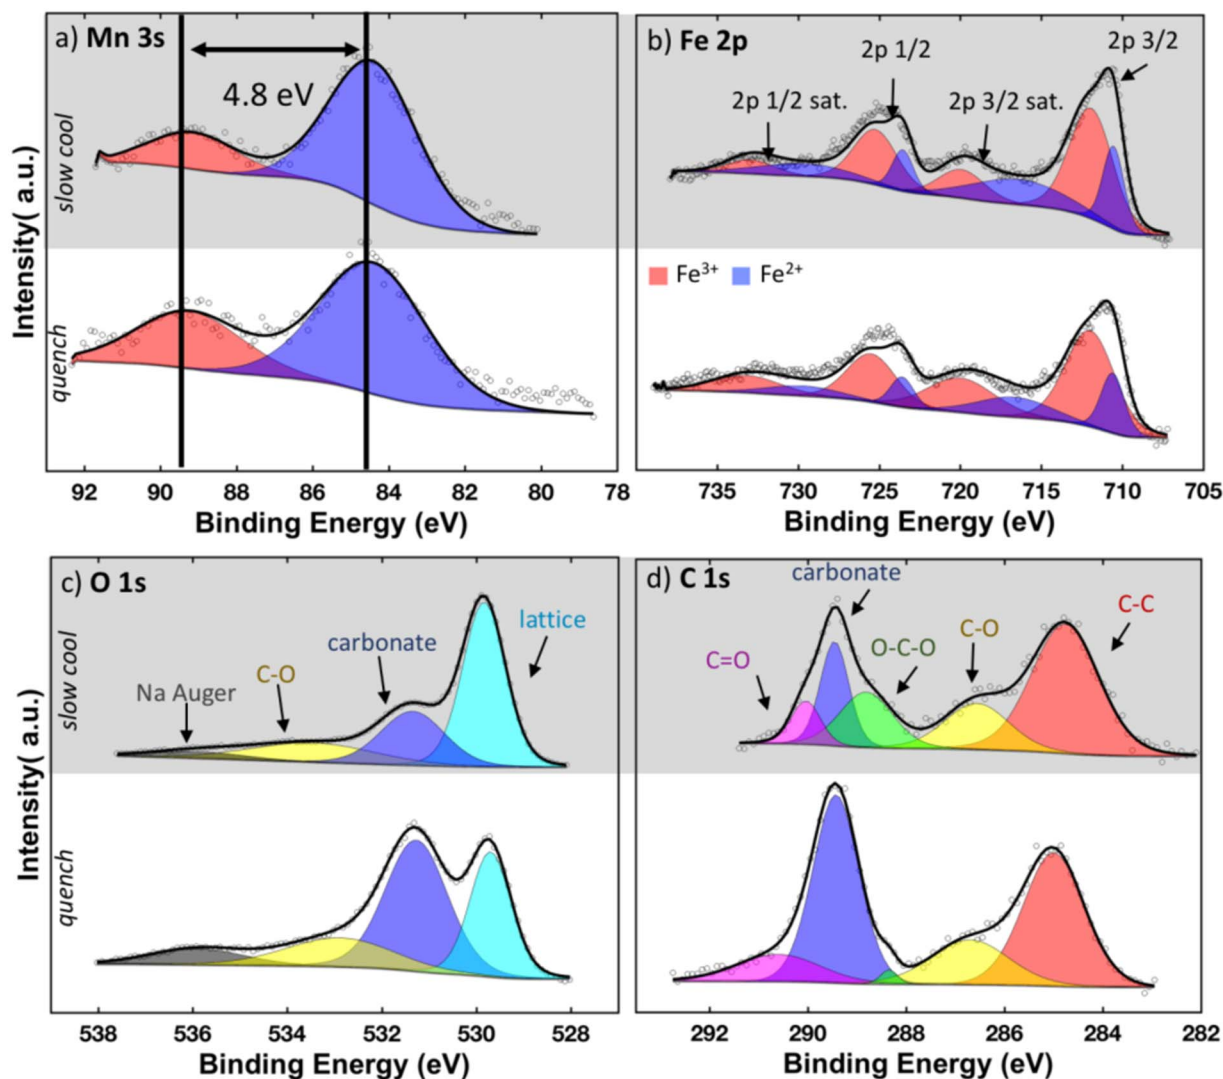 a) Mn 3s
4.8 eV
slow cool
quench
Intensity( a.u.)
92 90 88 86 84 82 80 78
Binding Energy (eV)
b) Fe 2p
2p 3/2
2p 1/2
2p 1/2 sat.
2p 3/2 sat.
Fe3+ Fe2+
735 730 725 720 715 710 705
Binding Energy (eV)
c) O 1s
lattice
carbonate
C-O
Na Auger
slow cool
quench
Intensity( a.u.)
538 536 534 532 530 528
Binding Energy (eV)
d) C 1s
carbonate
C-C
C-O
O-C-O
C=O
292 290 288 286 284 282
Binding Energy (eV)